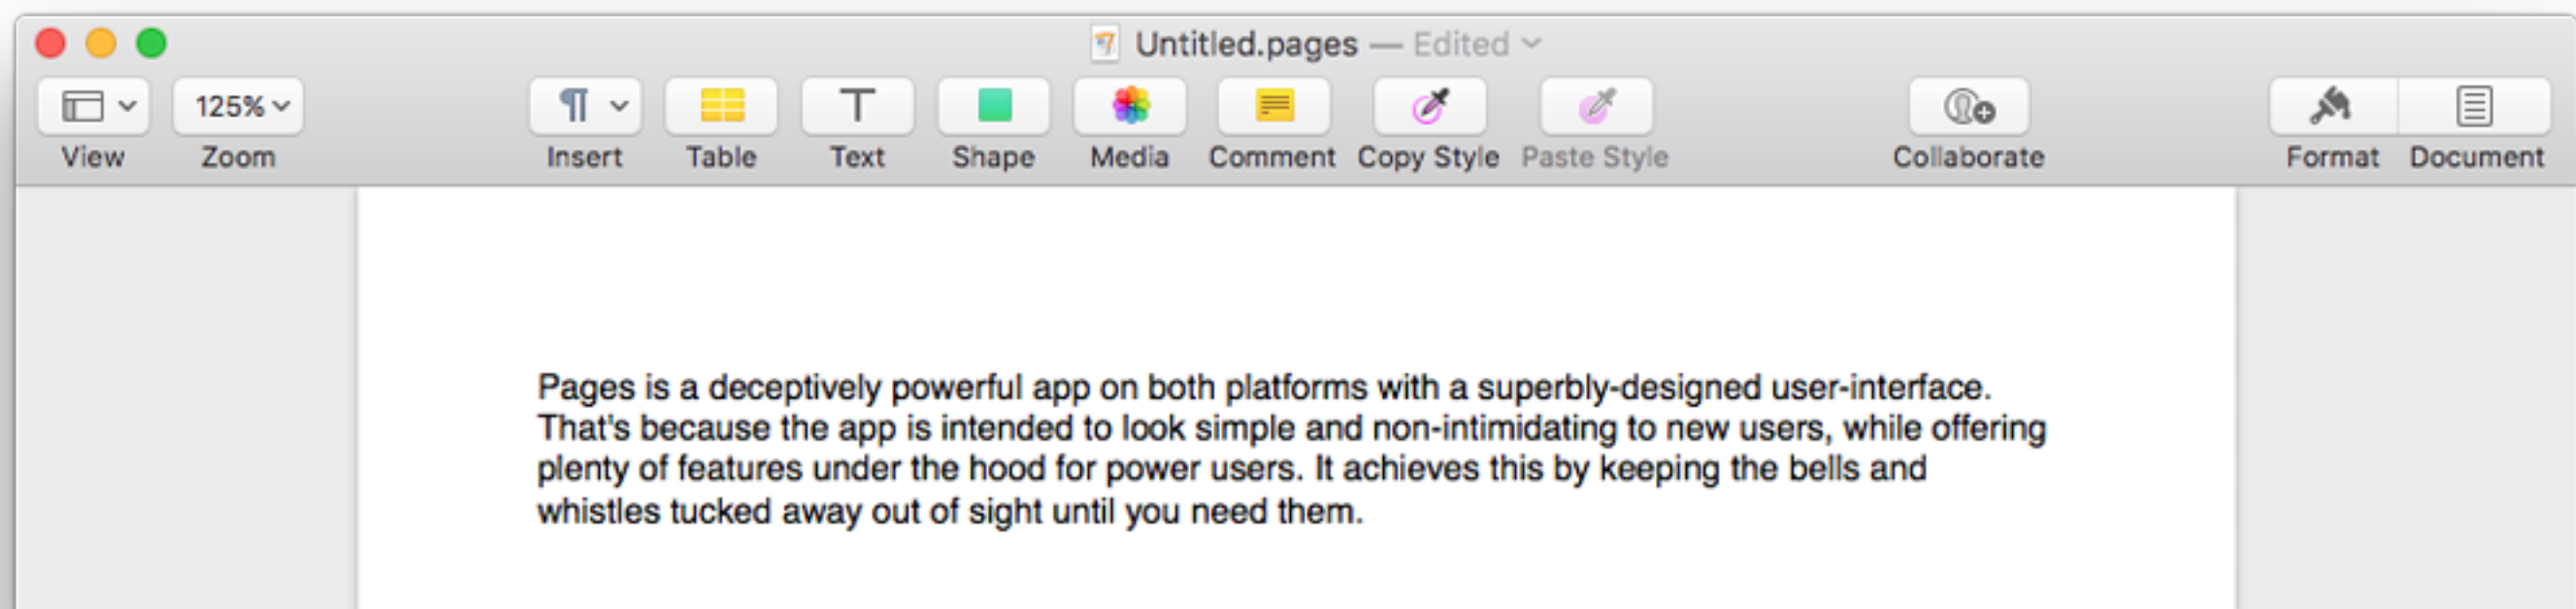 Untitled.pages — Edited
125%
View Zoom Insert Table Text Shape Media Comment Copy Style Paste Style Collaborate Format Document
Pages is a deceptively powerful app on both platforms with a superbly-designed user-interface.
That's because the app is intended to look simple and non-intimidating to new users, while offering
plenty of features under the hood for power users. It achieves this by keeping the bells and
whistles tucked away out of sight until you need them.